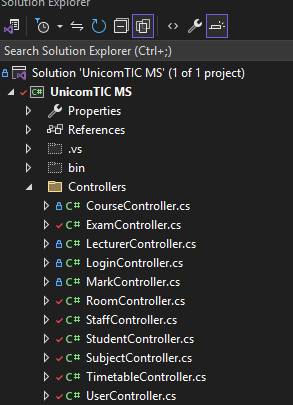 Solution Explorer
Search Solution Explorer (Ctrl+;)
Solution 'UnicomTIC MS' (1 of 1 project)
C# UnicomTIC MS
Properties
References
.vs
bin
Controllers
C# CourseController.cs
C# ExamController.cs
C# LecturerController.cs
C# LoginController.cs
C# MarkController.cs
C# RoomController.cs
C# StaffController.cs
C# StudentController.cs
C# SubjectController.cs
C# TimetableController.cs
C# UserController.cs